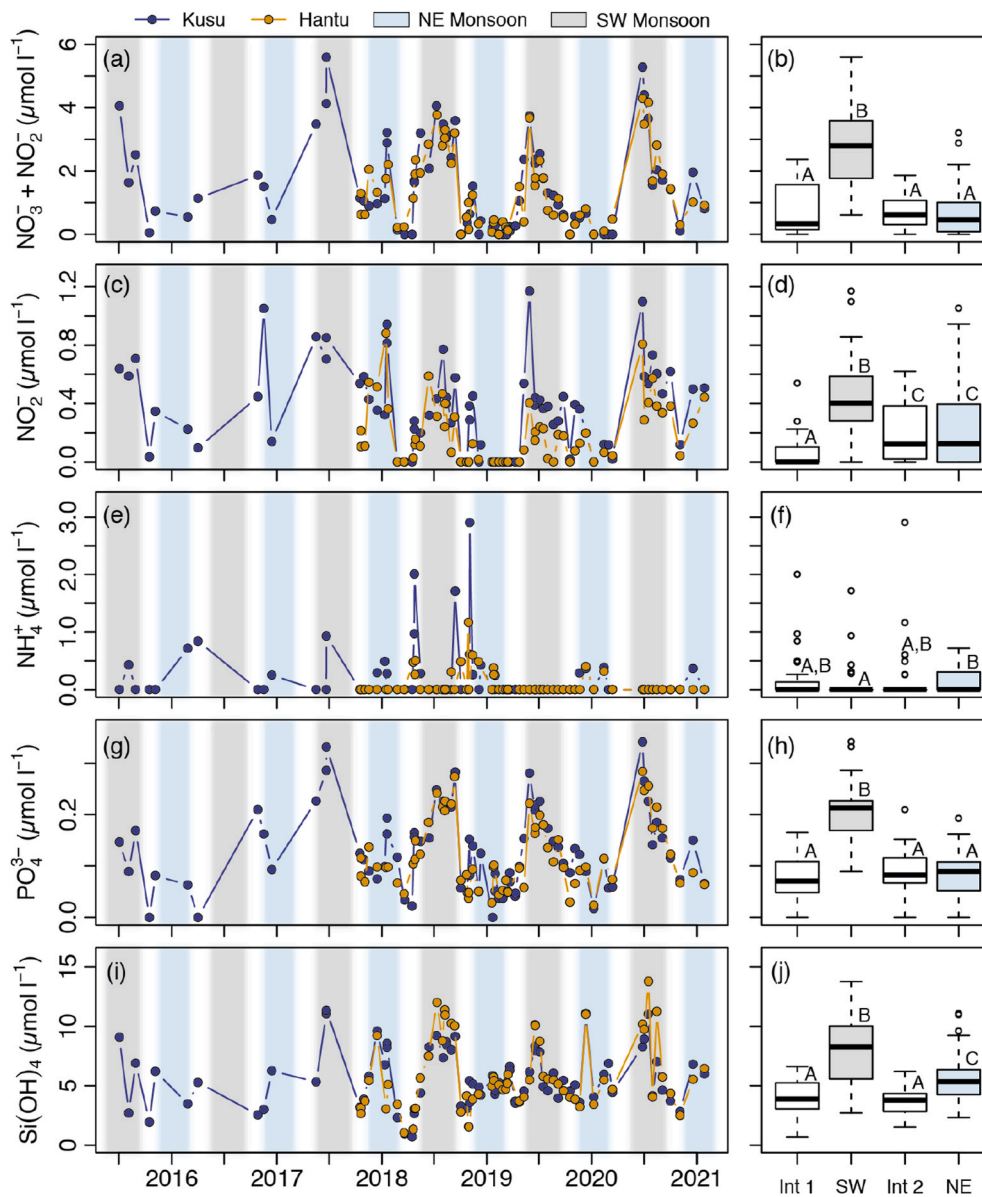 Kusu Hantu NE Monsoon SW Monsoon
NO₃⁻ + NO₂⁻ (µmol l⁻¹)
0 2 4 6
(a)
(b)
A B A A
NO₂⁻ (µmol l⁻¹)
0.0 0.4 0.8 1.2
(c)
(d)
A B C C
NH₄⁺ (µmol l⁻¹)
0.0 1.0 2.0 3.0
(e)
(f)
A,B A A,B B
PO₄³⁻ (µmol l⁻¹)
0.0 0.2
(g)
(h)
A B A A
Si(OH)₄ (µmol l⁻¹)
0 5 10 15
(i)
(j)
A B A C
2016 2017 2018 2019 2020 2021
Int 1 SW Int 2 NE